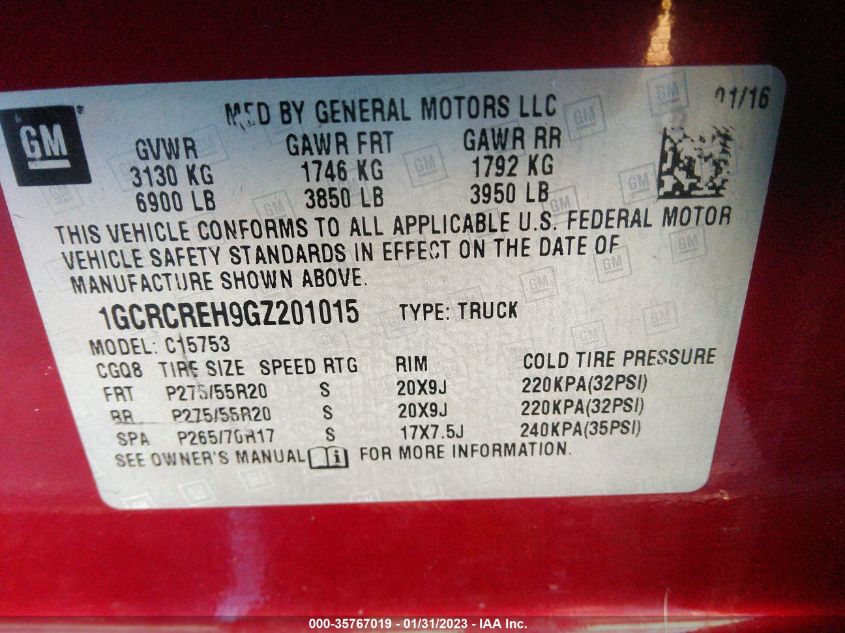 GM
MFD BY GENERAL MOTORS LLC 01/16
GVWR GAWR FRT GAWR RR
3130 KG 1746 KG 1792 KG
6900 LB 3850 LB 3950 LB
THIS VEHICLE CONFORMS TO ALL APPLICABLE U.S. FEDERAL MOTOR
VEHICLE SAFETY STANDARDS IN EFFECT ON THE DATE OF
MANUFACTURE SHOWN ABOVE.
1GCRCREH9GZ201015 TYPE: TRUCK
MODEL: C15753
CGQ8 TIRE SIZE SPEED RTG RIM COLD TIRE PRESSURE
FRT P275/55R20 S 20X9J 220KPA(32PSI)
RR P275/55R20 S 20X9J 220KPA(32PSI)
SPA P265/70R17 S 17X7.5J 240KPA(35PSI)
SEE OWNER'S MANUAL FOR MORE INFORMATION.
000-35767019 - 01/31/2023 - IAA Inc.